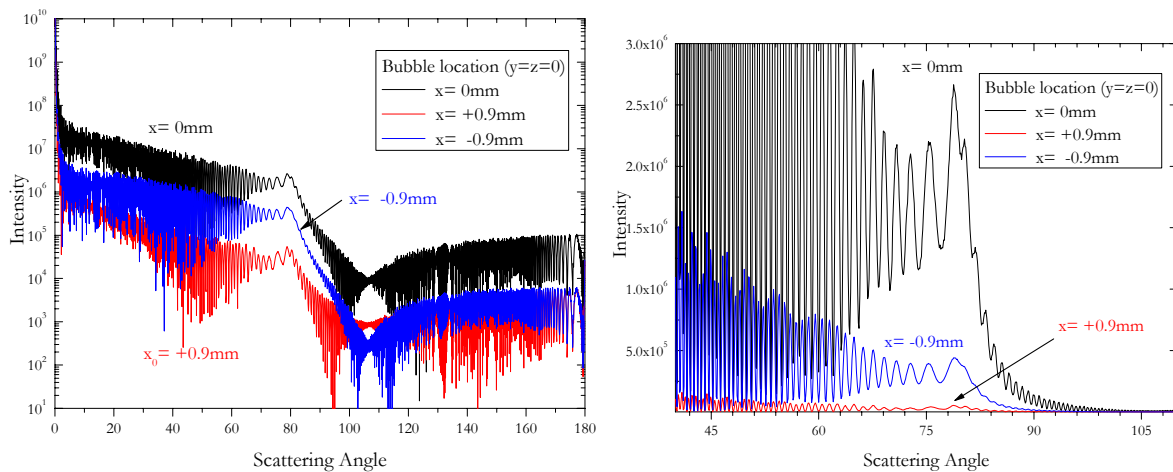 10^10
10^9
10^8
10^7
10^6
10^5
10^4
10^3
10^2
10^1
Intensity
0 20 40 60 80 100 120 140 160 180
Scattering Angle
Bubble location (y=z=0)
x= 0mm
x= +0.9mm
x= -0.9mm
x= 0mm
x= -0.9mm
x₀= +0.9mm
3.0x10^6
2.5x10^6
2.0x10^6
1.5x10^6
1.0x10^6
5.0x10^5
Intensity
45 60 75 90 105
Scattering Angle
x= 0mm
Bubble location (y=z=0)
x= 0mm
x= +0.9mm
x= -0.9mm
x= +0.9mm
x= -0.9mm